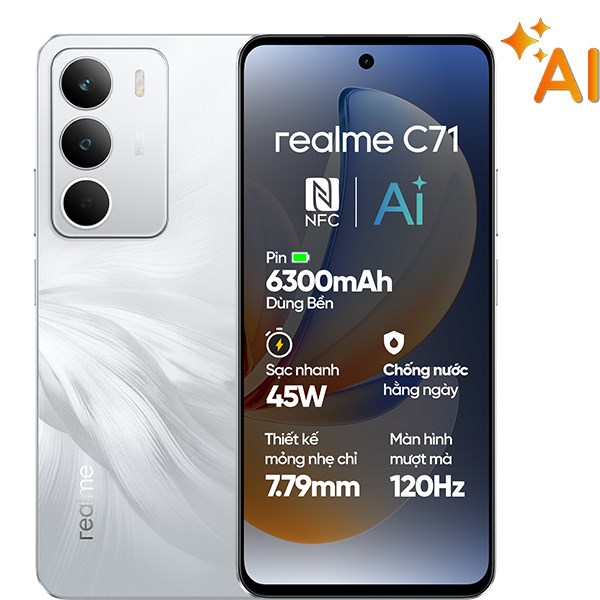 AI
realme C71
NFC
Ai
Pin
6300mAh
Dùng Bền
Sạc nhanh
45W
Chống nước
hằng ngày
Thiết kế
mỏng nhẹ chỉ
7.79mm
Màn hình
mượt mà
120Hz
realme